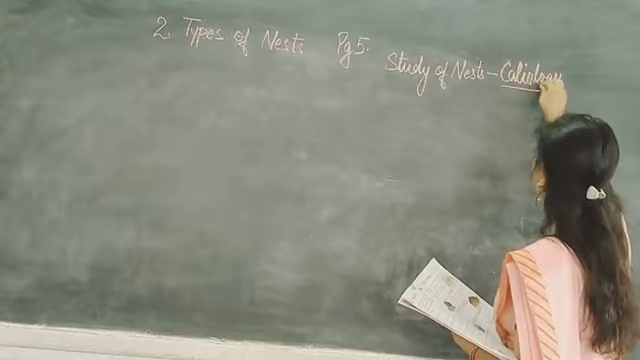 2. Types of Nests Pg 5.
Study of Nests – Caliology